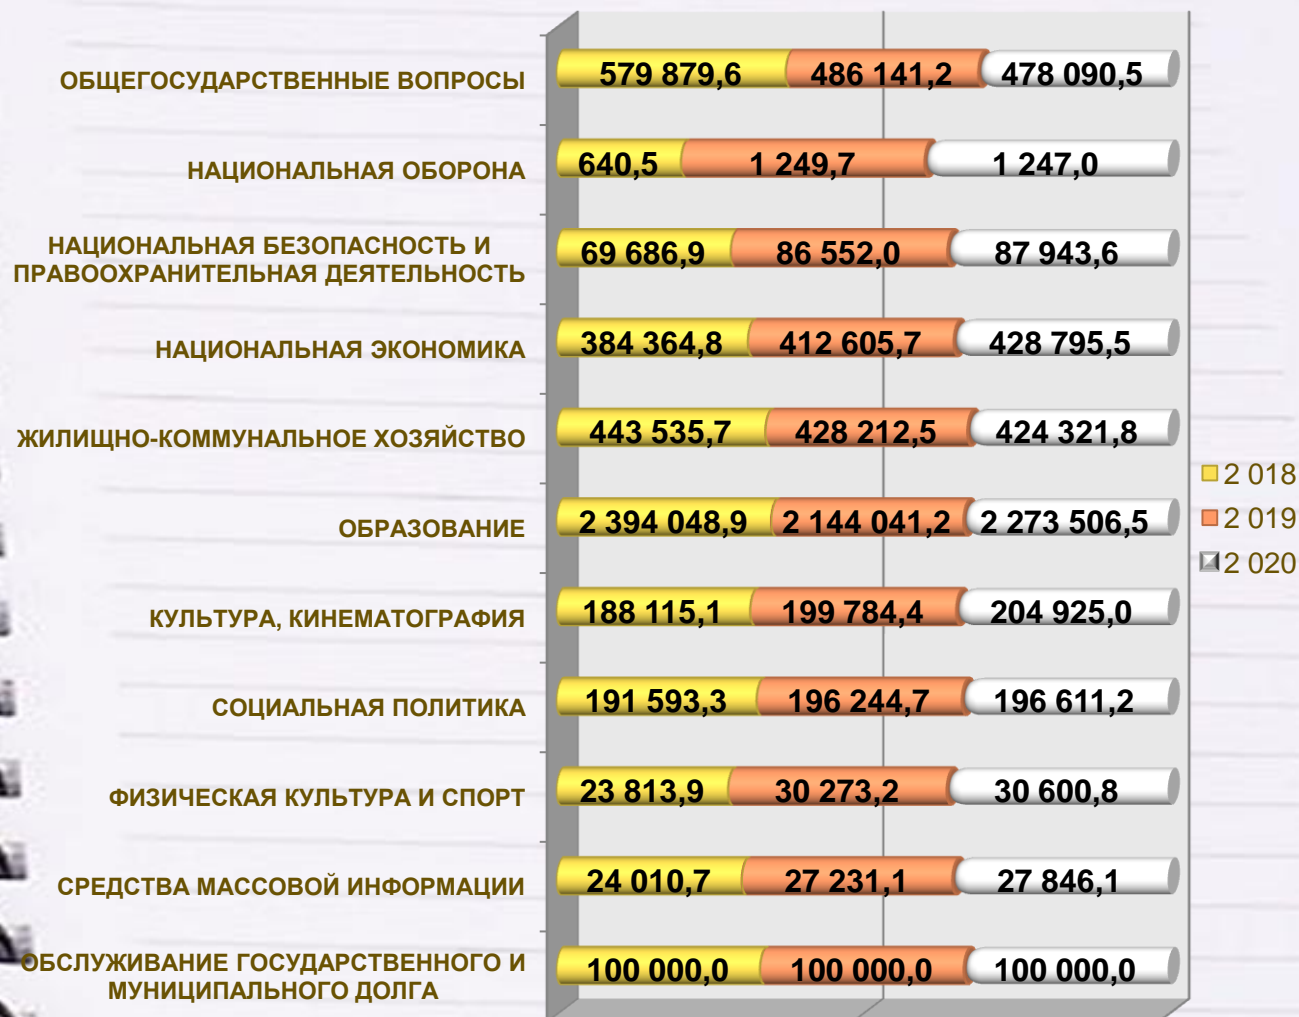 ОБЩЕГОСУДАРСТВЕННЫЕ ВОПРОСЫ 579 879,6 486 141,2 478 090,5
НАЦИОНАЛЬНАЯ ОБОРОНА 640,5 1 249,7 1 247,0
НАЦИОНАЛЬНАЯ БЕЗОПАСНОСТЬ И
ПРАВООХРАНИТЕЛЬНАЯ ДЕЯТЕЛЬНОСТЬ 69 686,9 86 552,0 87 943,6
НАЦИОНАЛЬНАЯ ЭКОНОМИКА 384 364,8 412 605,7 428 795,5
ЖИЛИЩНО-КОММУНАЛЬНОЕ ХОЗЯЙСТВО 443 535,7 428 212,5 424 321,8
ОБРАЗОВАНИЕ 2 394 048,9 2 144 041,2 2 273 506,5
КУЛЬТУРА, КИНЕМАТОГРАФИЯ 188 115,1 199 784,4 204 925,0
СОЦИАЛЬНАЯ ПОЛИТИКА 191 593,3 196 244,7 196 611,2
ФИЗИЧЕСКАЯ КУЛЬТУРА И СПОРТ 23 813,9 30 273,2 30 600,8
СРЕДСТВА МАССОВОЙ ИНФОРМАЦИИ 24 010,7 27 231,1 27 846,1
ОБСЛУЖИВАНИЕ ГОСУДАРСТВЕННОГО И
МУНИЦИПАЛЬНОГО ДОЛГА 100 000,0 100 000,0 100 000,0
2 018
2 019
2 020